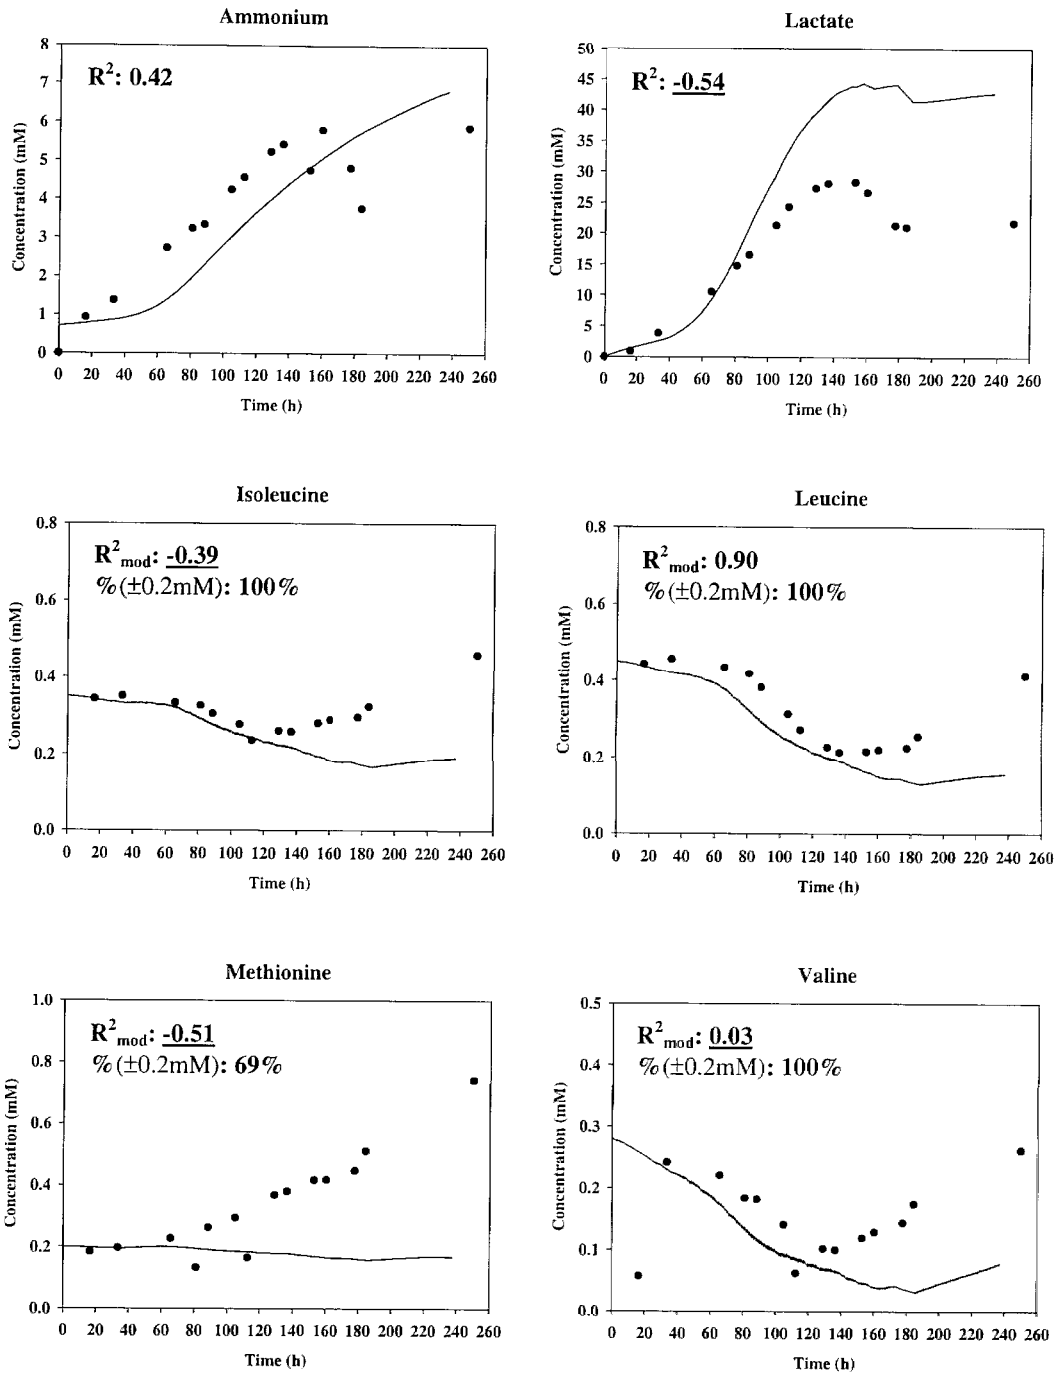 Ammonium
R²: 0.42
8
7
6
5
4
3
2
1
0
Concentration (mM)
0 20 40 60 80 100 120 140 160 180 200 220 240 260
Time (h)
Lactate
R²: -0.54
50
45
40
35
30
25
20
15
10
5
0
Concentration (mM)
0 20 40 60 80 100 120 140 160 180 200 220 240 260
Time (h)
Isoleucine
R²mod: -0.39
%(±0.2mM): 100%
0.8
0.6
0.4
0.2
0.0
Concentration (mM)
0 20 40 60 80 100 120 140 160 180 200 220 240 260
Time (h)
Leucine
R²mod: 0.90
%(±0.2mM): 100%
0.8
0.6
0.4
0.2
0.0
Concentration (mM)
0 20 40 60 80 100 120 140 160 180 200 220 240 260
Time (h)
Methionine
R²mod: -0.51
%(±0.2mM): 69%
1.0
0.8
0.6
0.4
0.2
0.0
Concentration (mM)
0 20 40 60 80 100 120 140 160 180 200 220 240 260
Time (h)
Valine
R²mod: 0.03
%(±0.2mM): 100%
0.5
0.4
0.3
0.2
0.1
0.0
Concentration (mM)
0 20 40 60 80 100 120 140 160 180 200 220 240 260
Time (h)